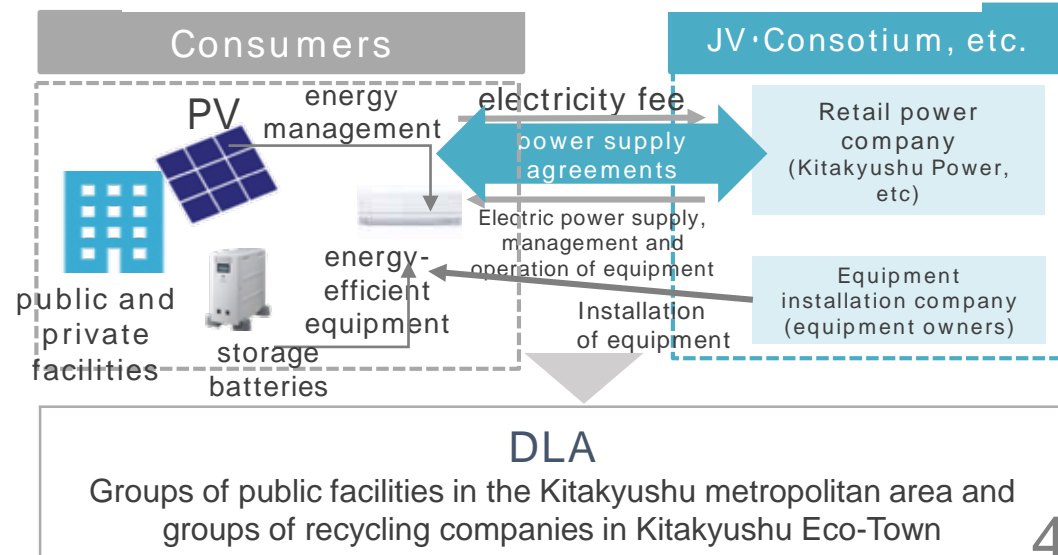 Consumers
JV・Consotium, etc.
PV
energy
management
public and
private
facilities
storage
batteries
energy-
efficient
equipment
electricity fee
power supply
agreements
Electric power supply,
management and
operation of equipment
Installation
of equipment
Retail power
company
(Kitakyushu Power,
etc)
Equipment
installation company
(equipment owners)
DLA
Groups of public facilities in the Kitakyushu metropolitan area and
groups of recycling companies in Kitakyushu Eco-Town
4